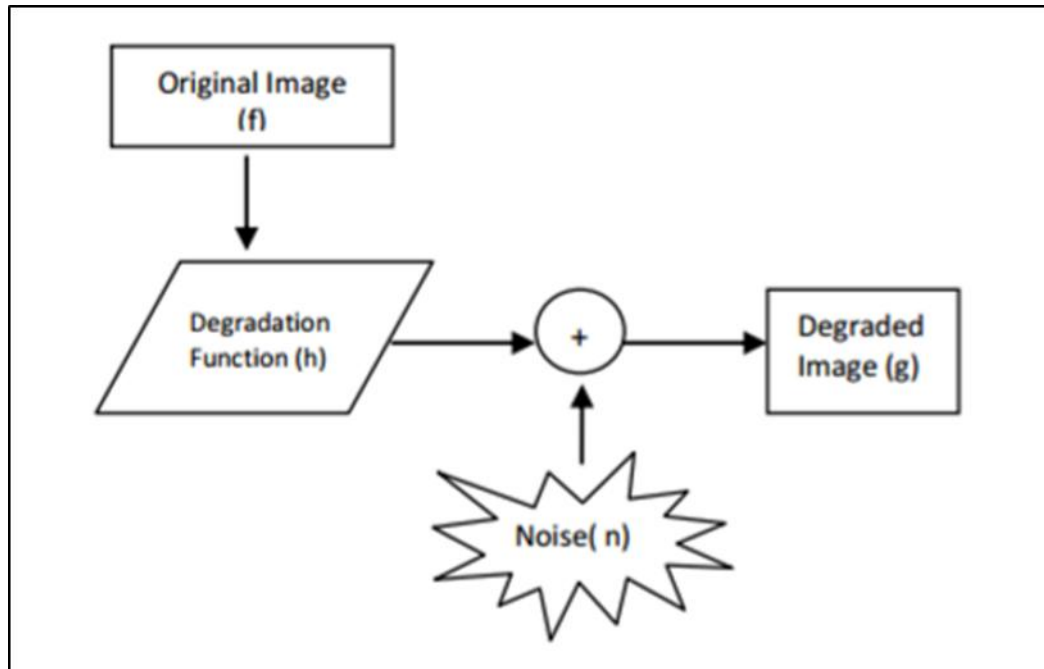 Original Image
(f)
Degradation
Function (h)
+
Degraded
Image (g)
Noise( n)